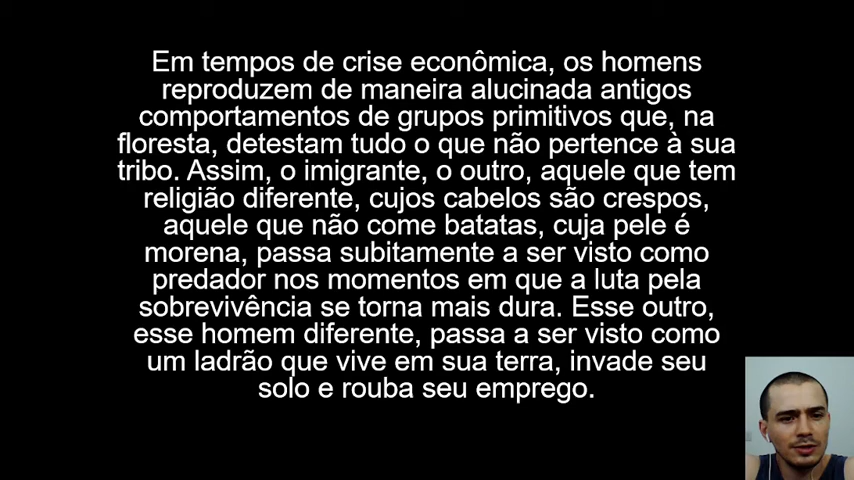 Em tempos de crise econômica, os homens
reproduzem de maneira alucinada antigos
comportamentos de grupos primitivos que, na
floresta, detestam tudo o que não pertence à sua
tribo. Assim, o imigrante, o outro, aquele que tem
religião diferente, cujos cabelos são crespos,
aquele que não come batatas, cuja pele é
morena, passa subitamente a ser visto como
predador nos momentos em que a luta pela
sobrevivência se torna mais dura. Esse outro,
esse homem diferente, passa a ser visto como
um ladrão que vive em sua terra, invade seu
solo e rouba seu emprego.